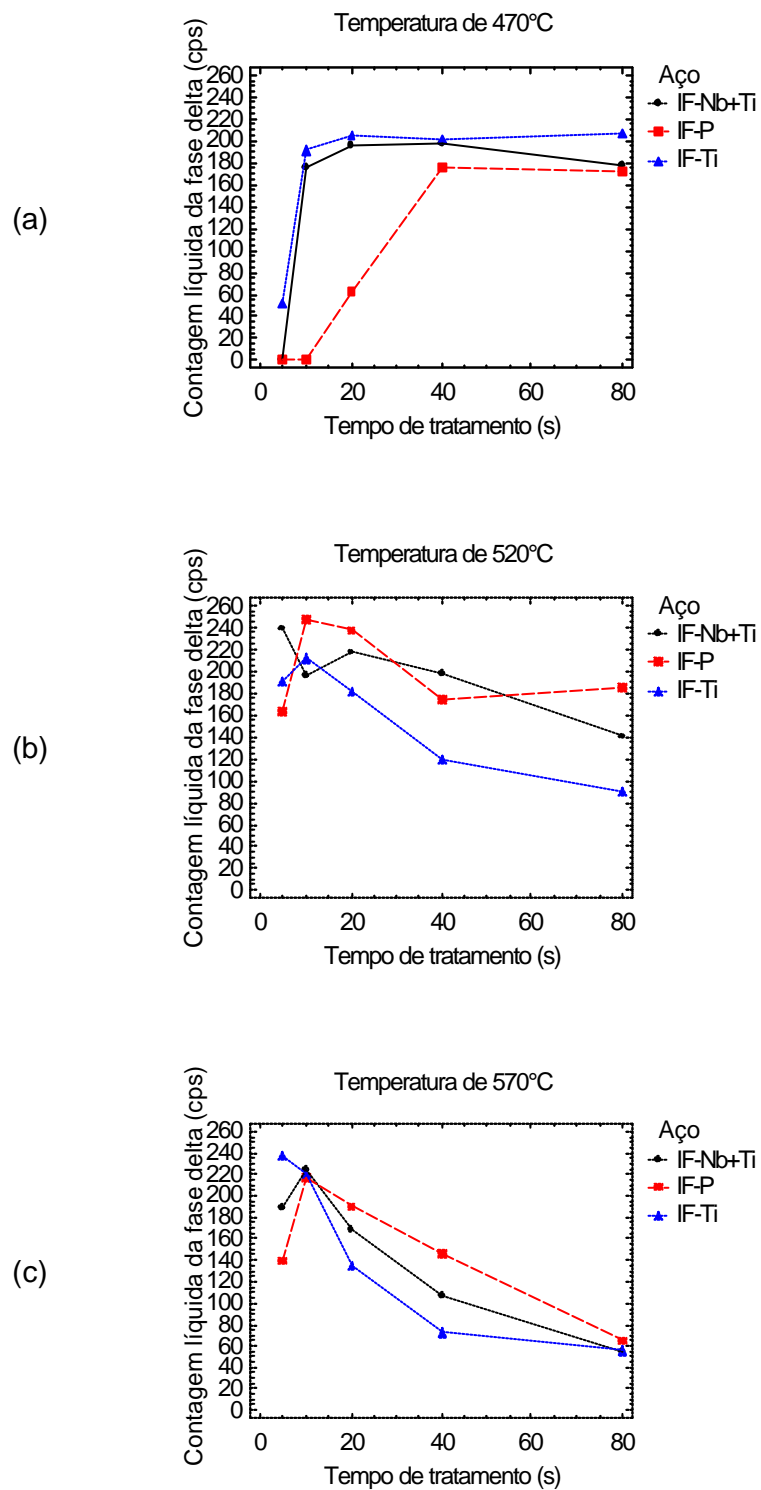 Temperatura de 470°C
Contagem líquida da fase delta (cps)
260
240
220
200
180
160
140
120
100
80
60
40
20
0
0 20 40 60 80
Tempo de tratamento (s)
Aço
IF-Nb+Ti
IF-P
IF-Ti
(a)
Temperatura de 520°C
Contagem líquida da fase delta (cps)
260
240
220
200
180
160
140
120
100
80
60
40
20
0
0 20 40 60 80
Tempo de tratamento (s)
Aço
IF-Nb+Ti
IF-P
IF-Ti
(b)
Temperatura de 570°C
Contagem líquida da fase delta (cps)
260
240
220
200
180
160
140
120
100
80
60
40
20
0
0 20 40 60 80
Tempo de tratamento (s)
Aço
IF-Nb+Ti
IF-P
IF-Ti
(c)